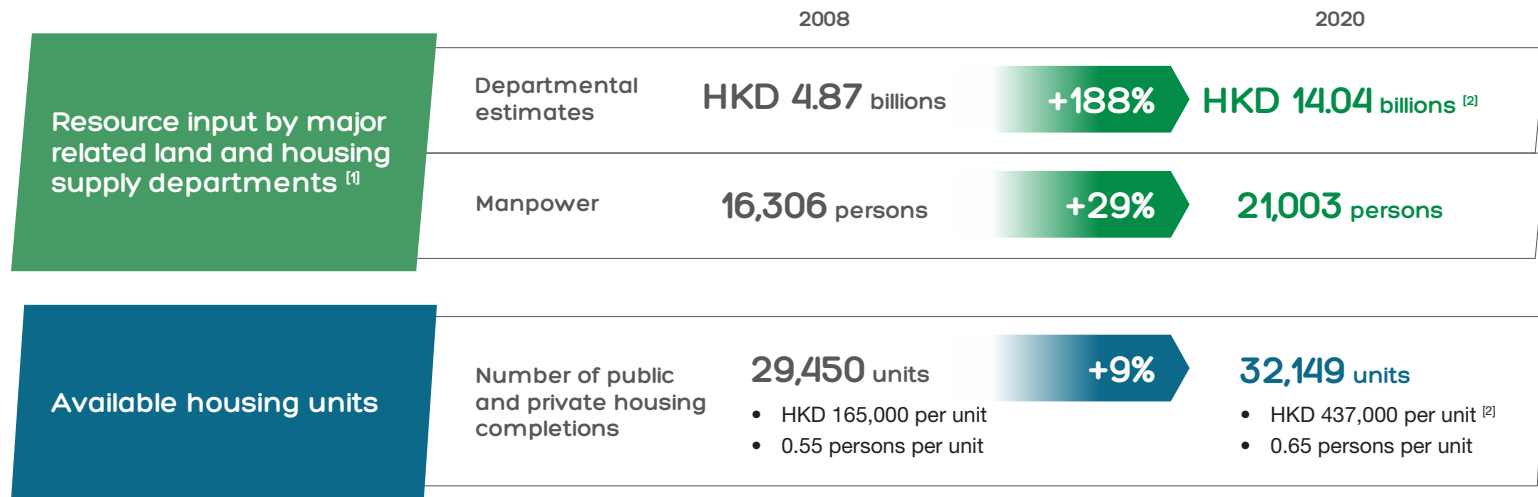 2008
2020
Resource input by major
related land and housing
supply departments [1]
Departmental
estimates
HKD 4.87 billions
+188%
HKD 14.04 billions [2]
Manpower
16,306 persons
+29%
21,003 persons
Available housing units
Number of public
and private housing
completions
29,450 units
• HKD 165,000 per unit
• 0.55 persons per unit
+9%
32,149 units
• HKD 437,000 per unit [2]
• 0.65 persons per unit